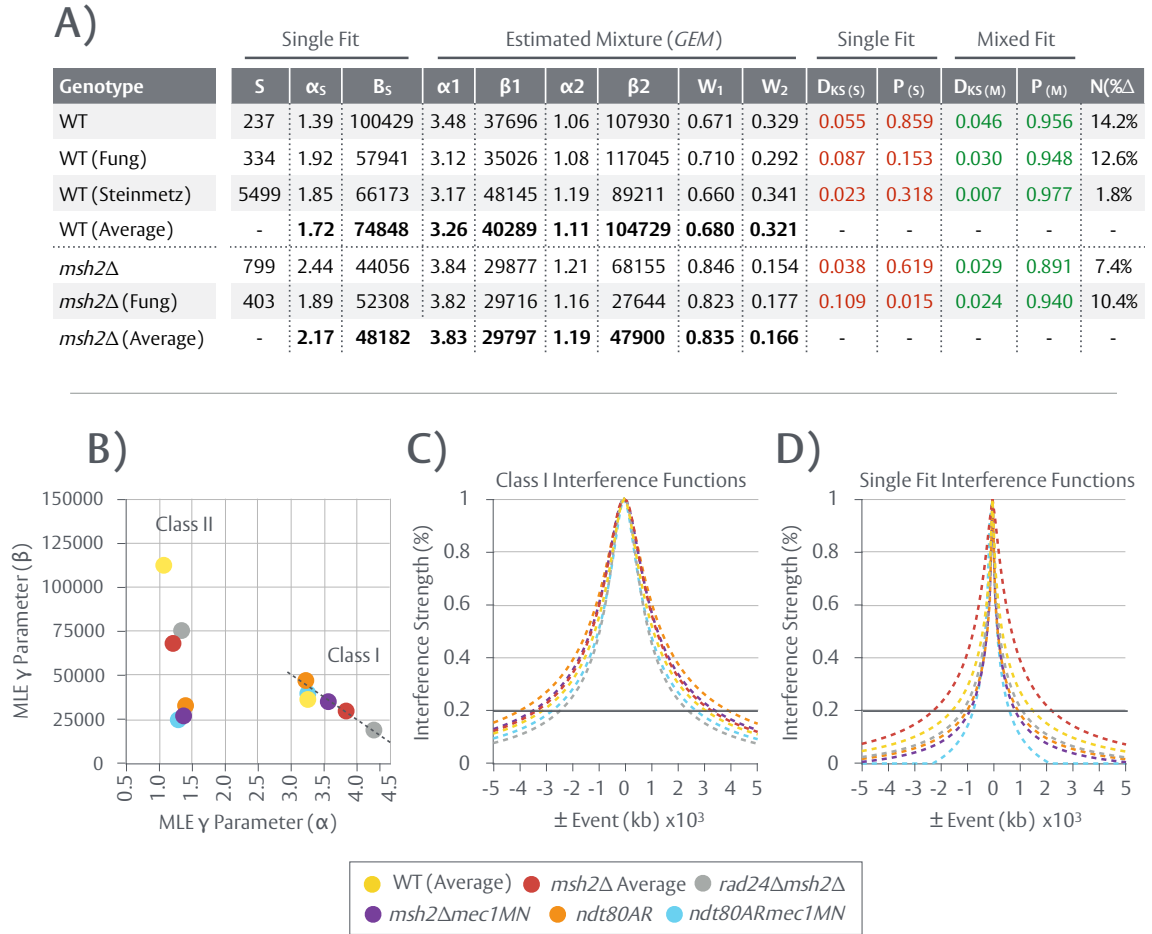 A)
Single Fit Estimated Mixture (GEM) Single Fit Mixed Fit
Genotype S αS BS α1 β1 α2 β2 W1 W2 DKS (S) P (S) DKS(M) P (M) N(%Δ
WT 237 1.39 100429 3.48 37696 1.06 107930 0.671 0.329 0.055 0.859 0.046 0.956 14.2%
WT (Fung) 334 1.92 57941 3.12 35026 1.08 117045 0.710 0.292 0.087 0.153 0.030 0.948 12.6%
WT (Steinmetz) 5499 1.85 66173 3.17 48145 1.19 89211 0.660 0.341 0.023 0.318 0.007 0.977 1.8%
WT (Average) - 1.72 74848 3.26 40289 1.11 104729 0.680 0.321 - - - - -
msh2Δ 799 2.44 44056 3.84 29877 1.21 68155 0.846 0.154 0.038 0.619 0.029 0.891 7.4%
msh2Δ (Fung) 403 1.89 52308 3.82 29716 1.16 27644 0.823 0.177 0.109 0.015 0.024 0.940 10.4%
msh2Δ (Average) - 2.17 48182 3.83 29797 1.19 47900 0.835 0.166 - - - - -
B)
150000
125000
100000
75000
50000
25000
0
MLE γ Parameter (β)
Class II
Class I
0.5 1.0 1.5 2.0 2.5 3.0 3.5 4.0 4.5
MLE γ Parameter (α)
C)
Class I Interference Functions
Interference Strength (%)
1
0.8
0.6
0.4
0.2
0
-5 -4 -3 -2 -1 0 1 2 3 4 5
± Event (kb) x10³
D)
Single Fit Interference Functions
Interference Strength (%)
1
0.8
0.6
0.4
0.2
0
-5 -4 -3 -2 -1 0 1 2 3 4 5
± Event (kb) x10³
WT (Average) msh2Δ Average rad24Δmsh2Δ
msh2Δmec1MN ndt80AR ndt80ARmec1MN